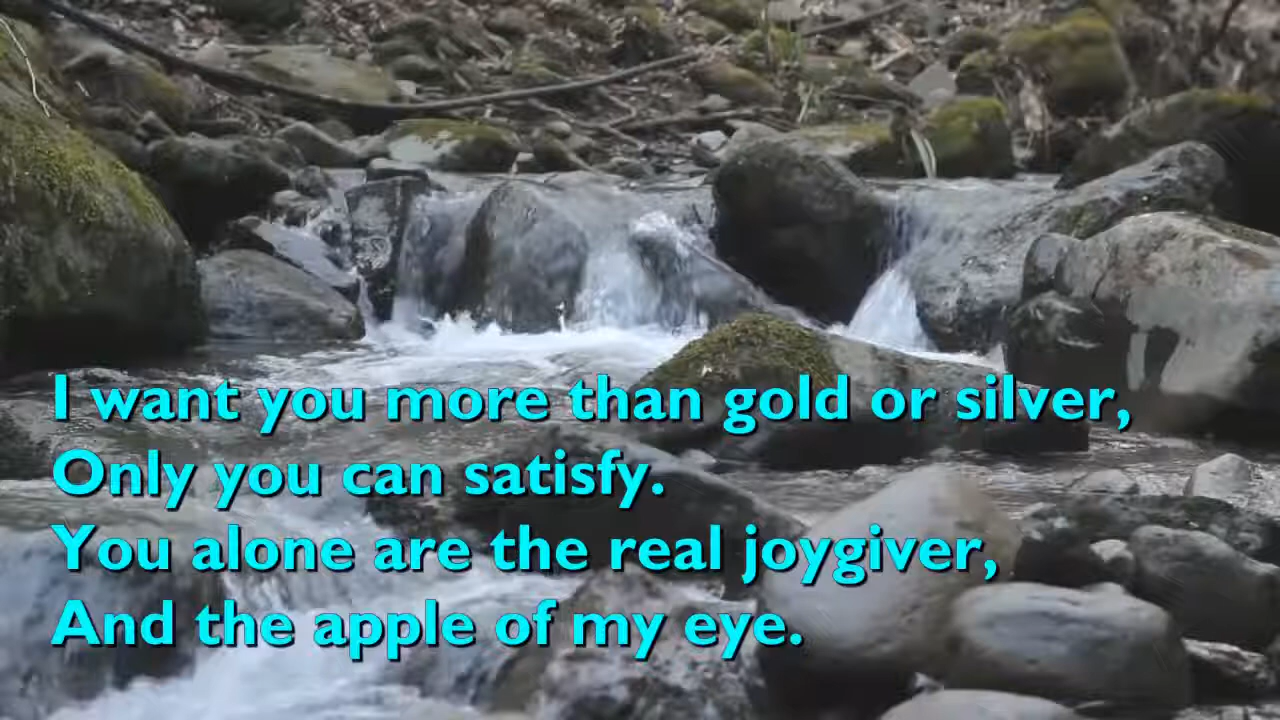 I want you more than gold or silver,
Only you can satisfy.
You alone are the real joygiver,
And the apple of my eye.